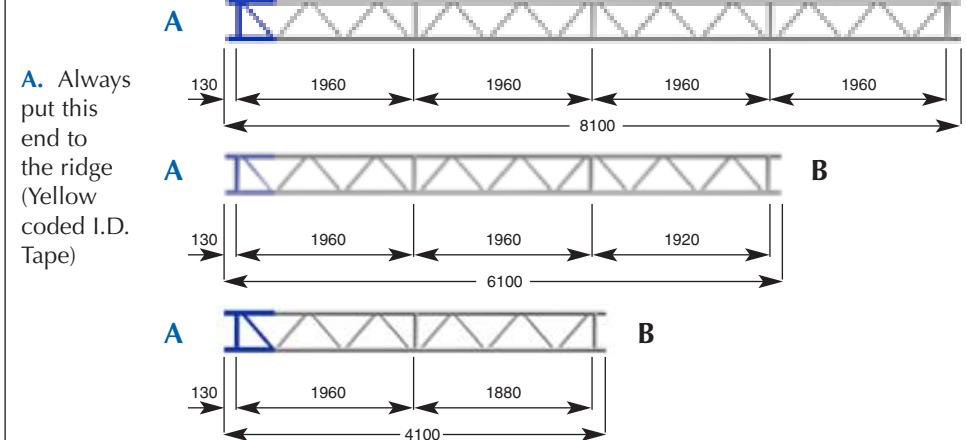 A. Always
put this
end to
the ridge
(Yellow
coded I.D.
Tape)
A
130 1960 1960 1960 1960
8100
A B
130 1960 1960 1920
6100
A B
130 1960 1880
4100